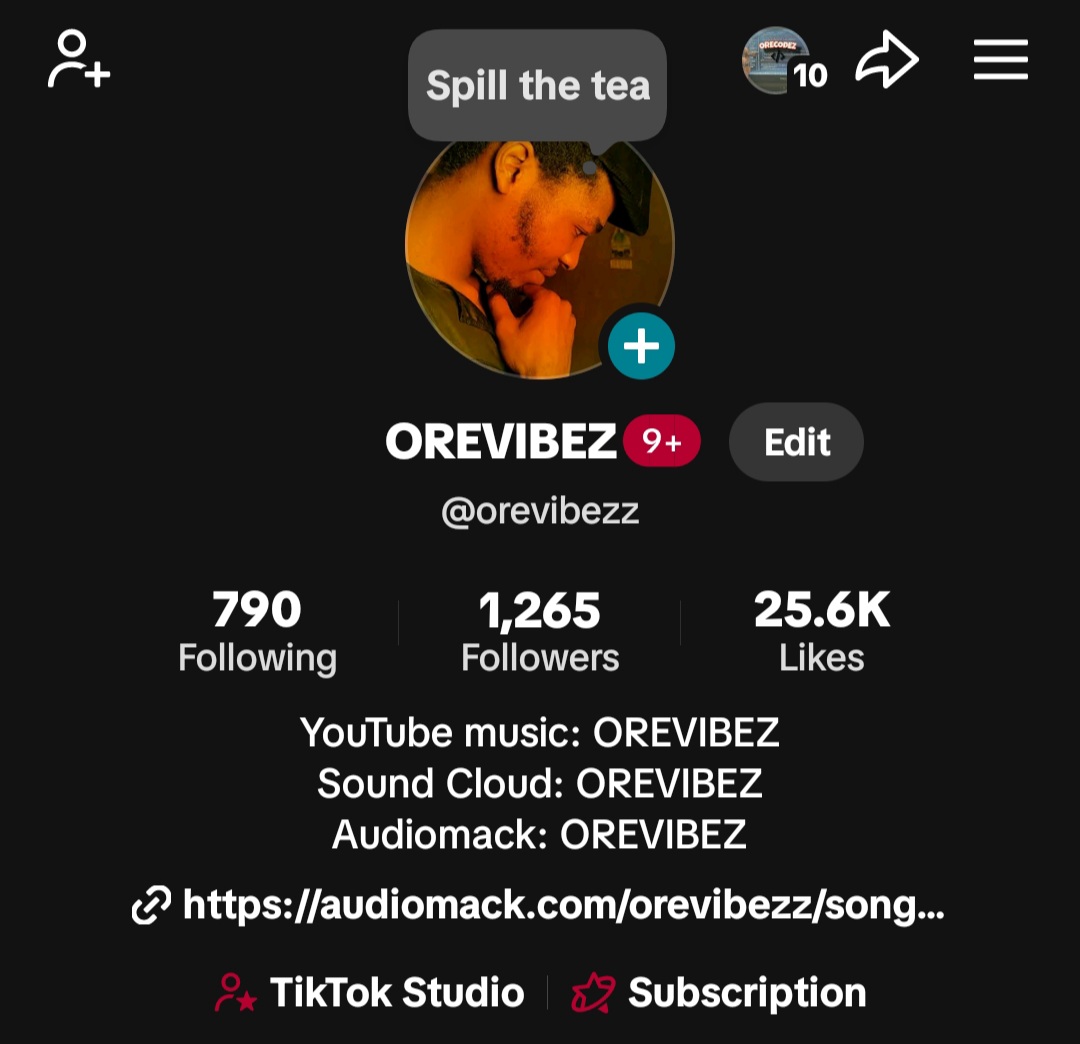 Spill the tea
ORECODEZ
10
OREVIBEZ 9+ Edit
@orevibezz
790 1,265 25.6K
Following Followers Likes
YouTube music: OREVIBEZ
Sound Cloud: OREVIBEZ
Audiomack: OREVIBEZ
https://audiomack.com/orevibezz/song...
TikTok Studio Subscription